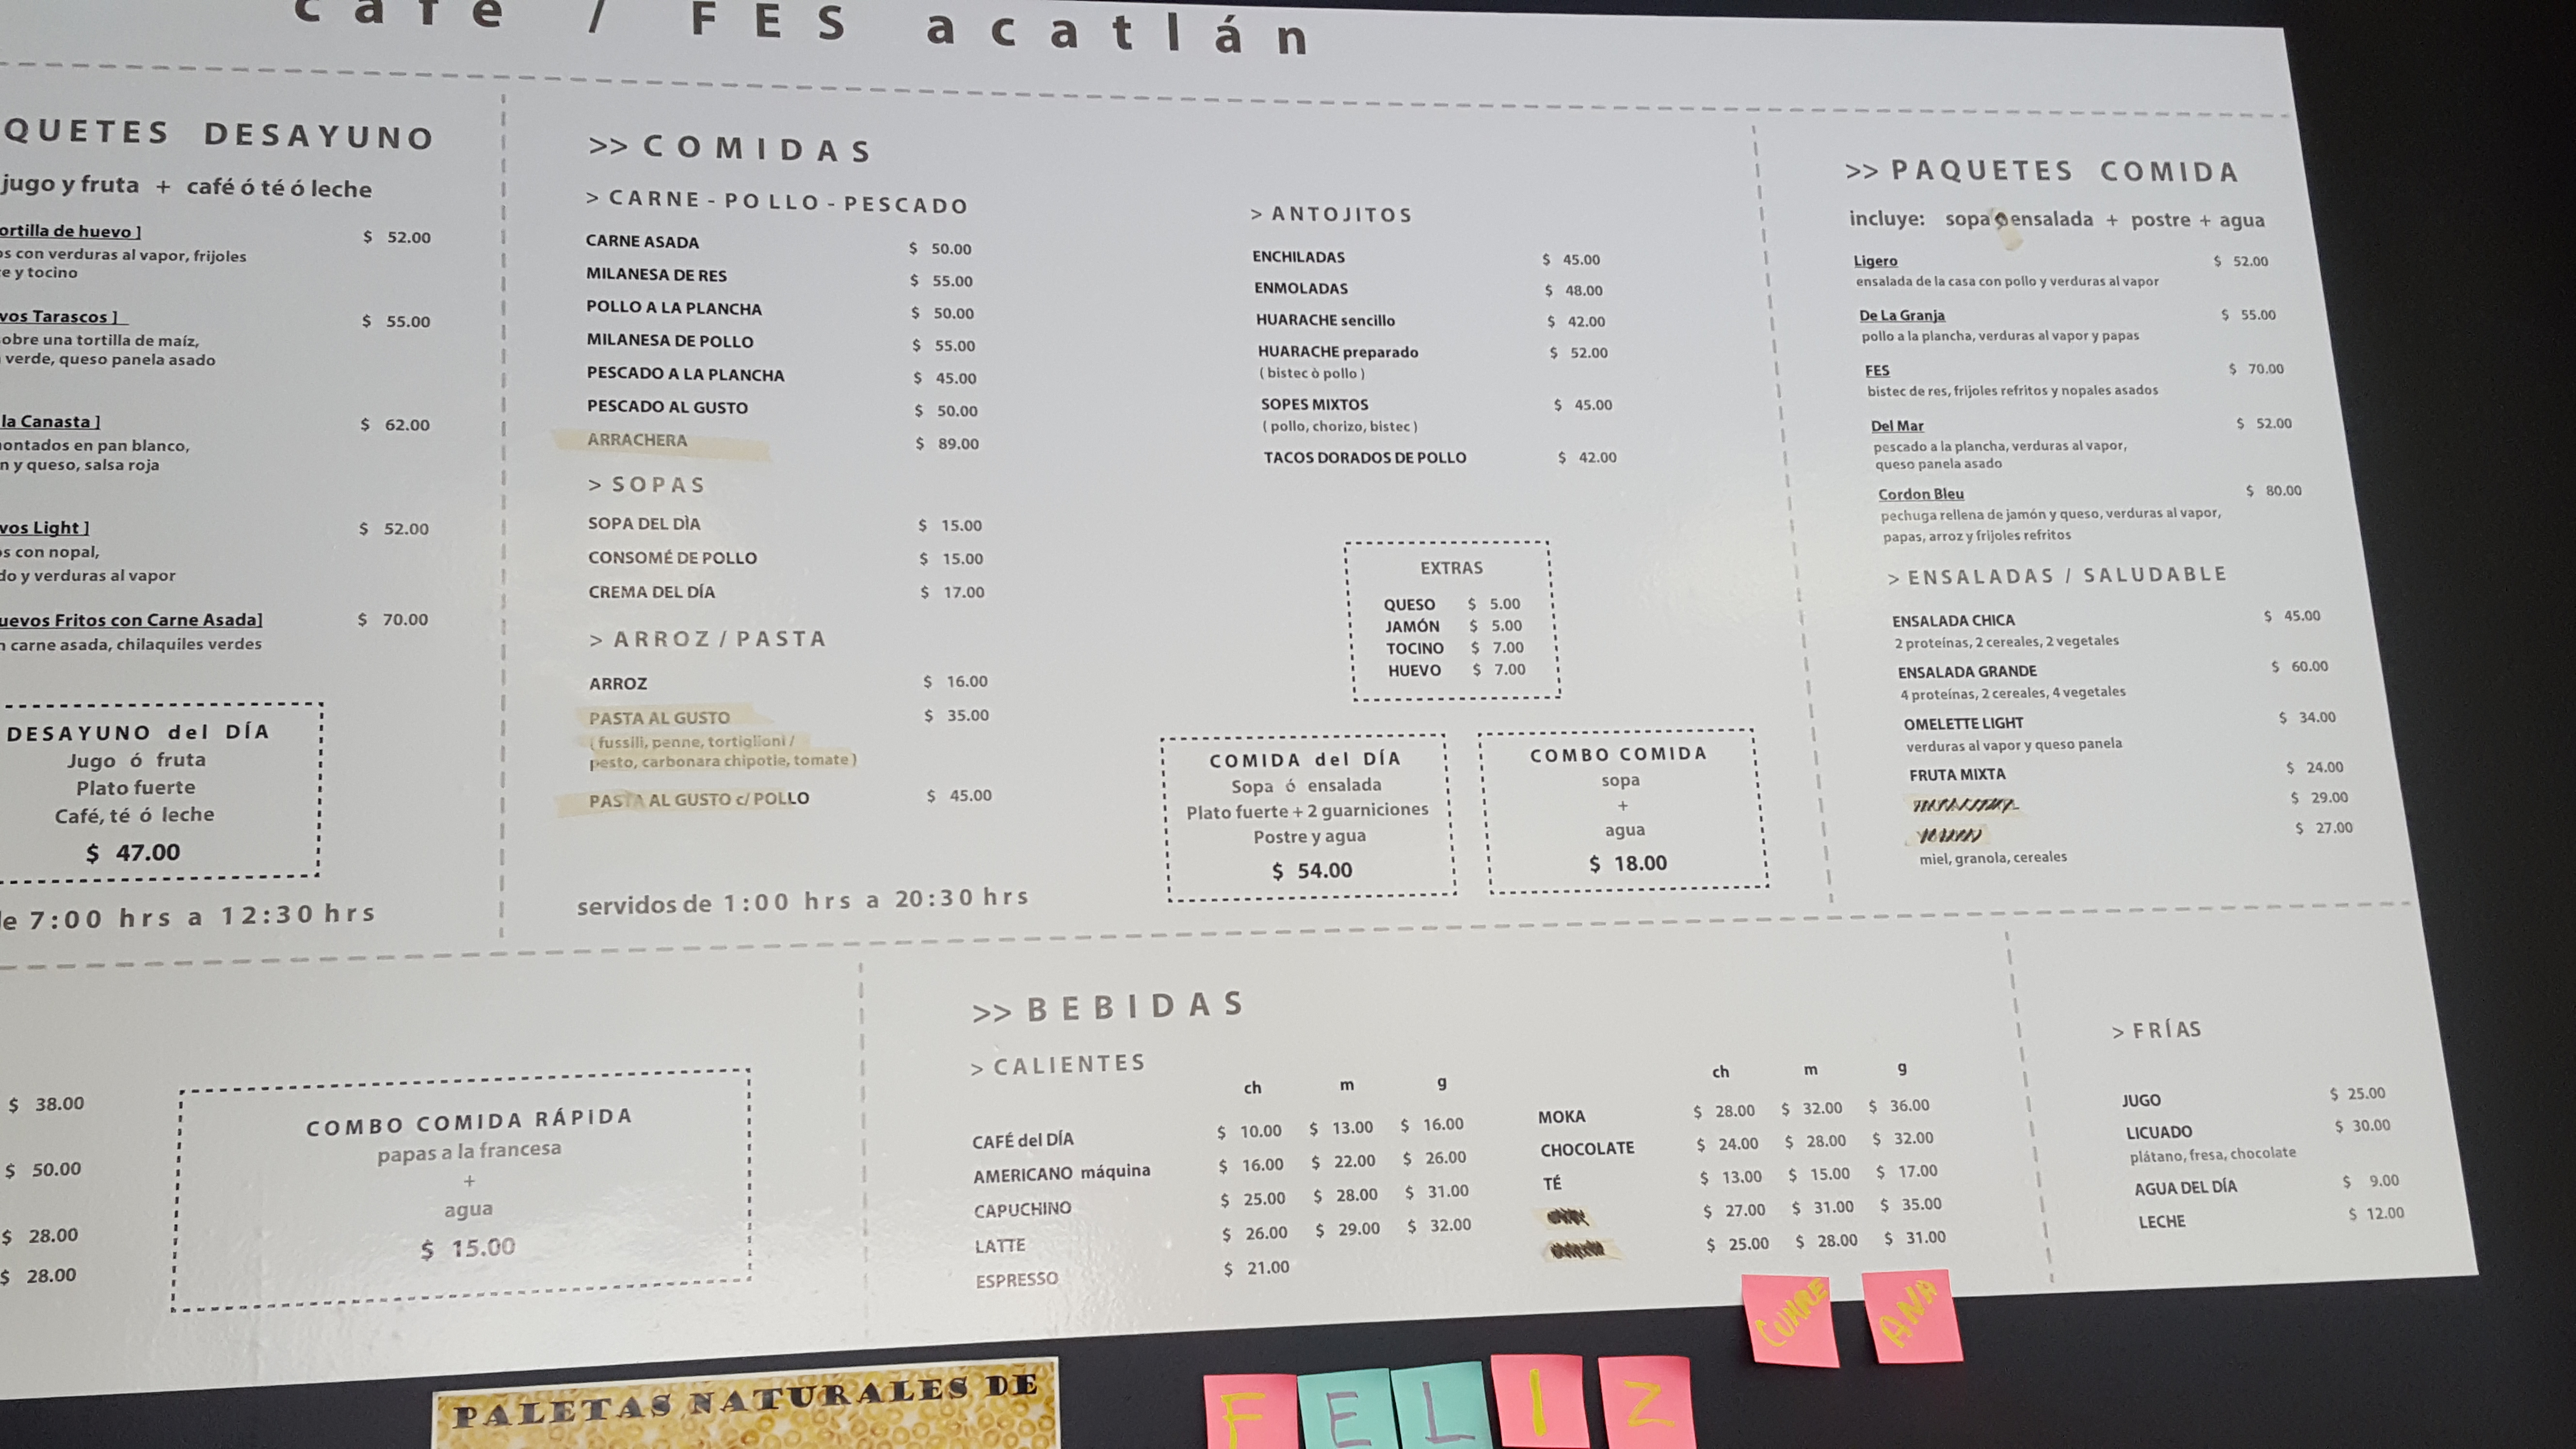 café / FES acatlán
QUETES DESAYUNO
jugo y fruta + café ó té ó leche
ortilla de huevo ] $ 52.00
os con verduras al vapor, frijoles
e y tocino
vos Tarascos ] $ 55.00
obre una tortilla de maíz,
verde, queso panela asado
la Canasta ] $ 62.00
ontados en pan blanco,
n y queso, salsa roja
vos Light ] $ 52.00
os con nopal,
do y verduras al vapor
uevos Fritos con Carne Asada] $ 70.00
n carne asada, chilaquiles verdes
DESAYUNO del DÍA
Jugo ó fruta
Plato fuerte
Café, té ó leche
$ 47.00
de 7:00 hrs a 12:30 hrs
>> COMIDAS
> CARNE - POLLO - PESCADO
CARNE ASADA $ 50.00
MILANESA DE RES $ 55.00
POLLO A LA PLANCHA $ 50.00
MILANESA DE POLLO $ 55.00
PESCADO A LA PLANCHA $ 45.00
PESCADO AL GUSTO $ 50.00
ARRACHERA $ 89.00
> SOPAS
SOPA DEL DÌA $ 15.00
CONSOMÉ DE POLLO $ 15.00
CREMA DEL DÍA $ 17.00
> ARROZ / PASTA
ARROZ $ 16.00
PASTA AL GUSTO $ 35.00
( fussili, penne, tortiglioni /
pesto, carbonara chipotle, tomate )
PASTA AL GUSTO c/ POLLO $ 45.00
servidos de 1:00 hrs a 20:30 hrs
> ANTOJITOS
ENCHILADAS $ 45.00
ENMOLADAS $ 48.00
HUARACHE sencillo $ 42.00
HUARACHE preparado $ 52.00
( bistec ò pollo )
SOPES MIXTOS $ 45.00
( pollo, chorizo, bistec )
TACOS DORADOS DE POLLO $ 42.00
EXTRAS
QUESO $ 5.00
JAMÓN $ 5.00
TOCINO $ 7.00
HUEVO $ 7.00
COMIDA del DÍA
Sopa ó ensalada
Plato fuerte + 2 guarniciones
Postre y agua
$ 54.00
COMBO COMIDA
sopa
+
agua
$ 18.00
>> PAQUETES COMIDA
incluye: sopa o ensalada + postre + agua
Ligero $ 52.00
ensalada de la casa con pollo y verduras al vapor
De La Granja $ 55.00
pollo a la plancha, verduras al vapor y papas
FES $ 70.00
bistec de res, frijoles refritos y nopales asados
Del Mar $ 52.00
pescado a la plancha, verduras al vapor,
queso panela asado
Cordon Bleu $ 80.00
pechuga rellena de jamón y queso, verduras al vapor,
papas, arroz y frijoles refritos
> ENSALADAS / SALUDABLE
ENSALADA CHICA $ 45.00
2 proteínas, 2 cereales, 2 vegetales
ENSALADA GRANDE $ 60.00
4 proteínas, 2 cereales, 4 vegetales
OMELETTE LIGHT $ 34.00
verduras al vapor y queso panela
FRUTA MIXTA $ 24.00
$ 29.00
$ 27.00
miel, granola, cereales
$ 38.00
$ 50.00
$ 28.00
$ 28.00
COMBO COMIDA RÁPIDA
papas a la francesa
+
agua
$ 15.00
>> BEBIDAS
> CALIENTES
ch m g
CAFÉ del DÍA $ 10.00 $ 13.00 $ 16.00
AMERICANO máquina $ 16.00 $ 22.00 $ 26.00
CAPUCHINO $ 25.00 $ 28.00 $ 31.00
LATTE $ 26.00 $ 29.00 $ 32.00
ESPRESSO $ 21.00
ch m g
MOKA $ 28.00 $ 32.00 $ 36.00
CHOCOLATE $ 24.00 $ 28.00 $ 32.00
TÉ $ 13.00 $ 15.00 $ 17.00
$ 27.00 $ 31.00 $ 35.00
$ 25.00 $ 28.00 $ 31.00
> FRÍAS
JUGO $ 25.00
LICUADO $ 30.00
plátano, fresa, chocolate
AGUA DEL DÍA $ 9.00
LECHE $ 12.00
CUMPLE ANA
PALETAS NATURALES DE
FELIZ